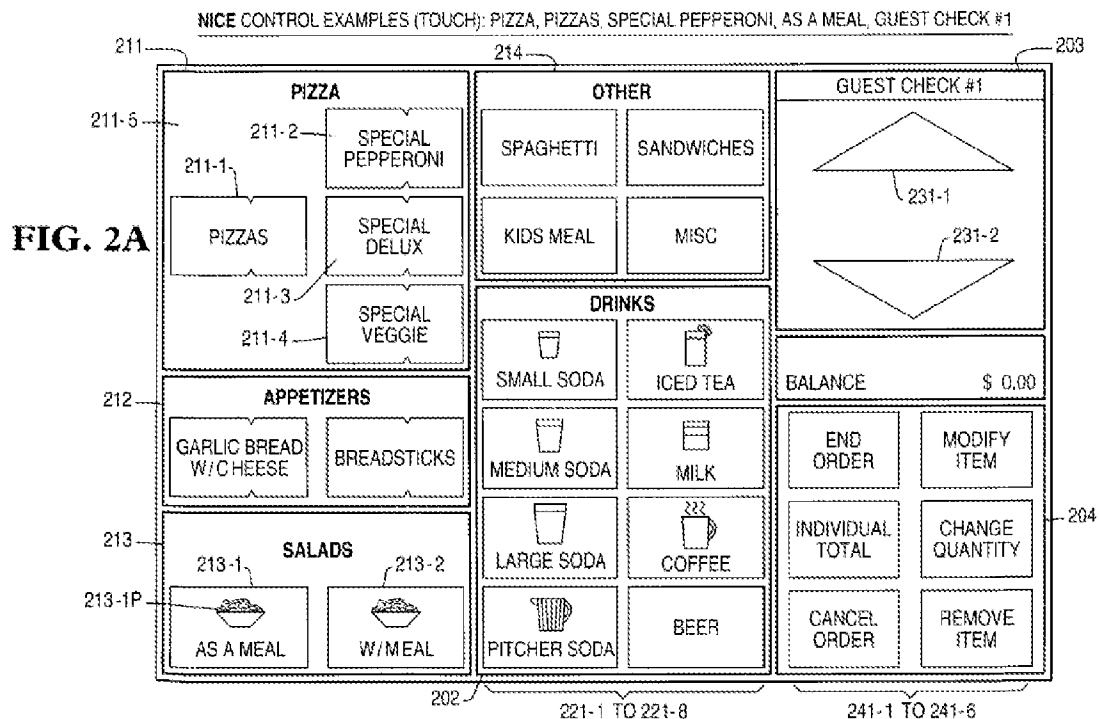 NICE CONTROL EXAMPLES (TOUCH): PIZZA, PIZZAS, SPECIAL PEPPERONI, AS A MEAL, GUEST CHECK #1
211
214
203
PIZZA
OTHER
GUEST CHECK #1
211-5
211-2
SPECIAL
PEPPERONI
SPAGHETTI
SANDWICHES
211-1
231-1
FIG. 2A
PIZZAS
SPECIAL
DELUX
KIDS MEAL
MISC
231-2
211-3
211-4
SPECIAL
VEGGIE
DRINKS
SMALL SODA
ICED TEA
BALANCE $ 0.00
212
APPETIZERS
GARLIC BREAD
W/CHEESE
BREADSTICKS
MEDIUM SODA
MILK
END
ORDER
MODIFY
ITEM
213
SALADS
204
213-1
213-2
LARGE SODA
COFFEE
INDIVIDUAL
TOTAL
CHANGE
QUANTITY
213-1P
AS A MEAL
W/MEAL
PITCHER SODA
BEER
CANCEL
ORDER
REMOVE
ITEM
202
221-1 TO 221-8
241-1 TO 241-6